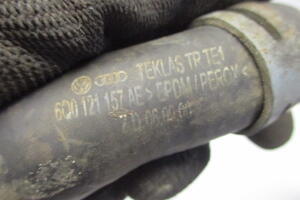 TEKLAS TR TE1
6Q0 121 157 AE >EPDM/PEROX<